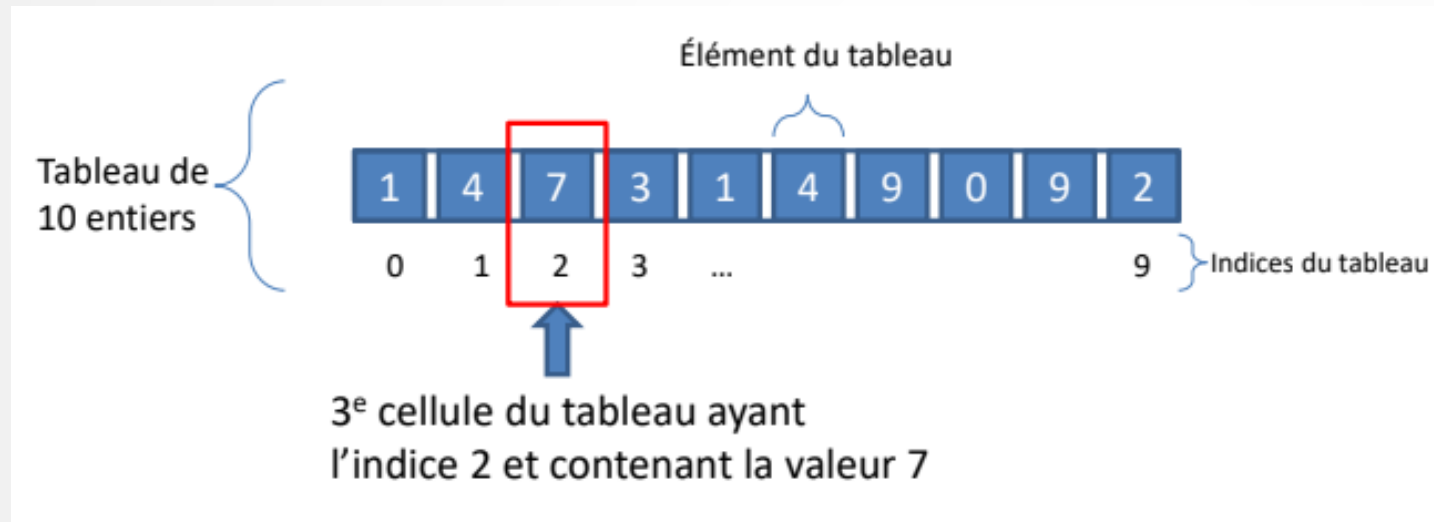 Élément du tableau
Tableau de
10 entiers
1 4 7 3 1 4 9 0 9 2
0 1 2 3 ... 9
Indices du tableau
3e cellule du tableau ayant
l'indice 2 et contenant la valeur 7